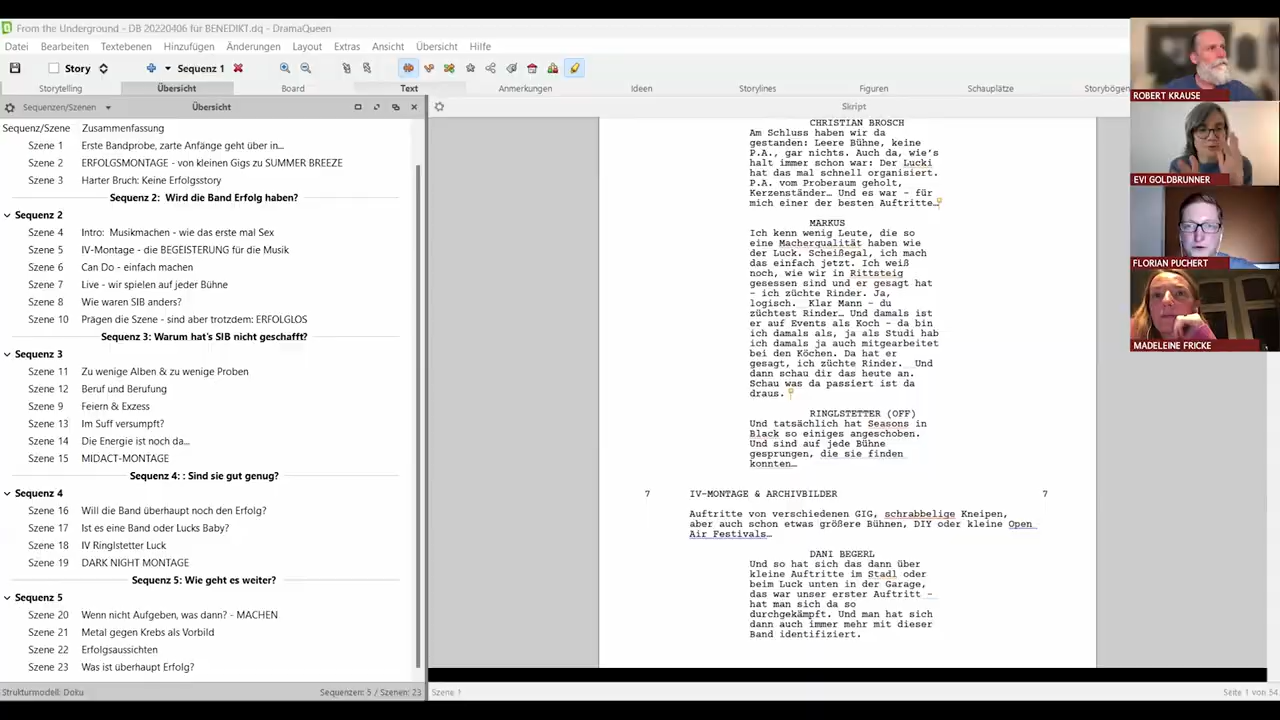 From the Underground - DB 20220406 für BENEDIKT.dq - DramaQueen
Datei Bearbeiten Textebenen Hinzufügen Änderungen Layout Extras Ansicht Übersicht Hilfe
Story Sequenz 1
Storytelling Übersicht Board Text Anmerkungen Ideen Storylines Figuren Schauplätze Storybögen
Sequenzen/Szenen Übersicht
Sequenz/Szene Zusammenfassung
Szene 1 Erste Bandprobe, zarte Anfänge geht über in...
Szene 2 ERFOLGSMONTAGE - von kleinen Gigs zu SUMMER BREEZE
Szene 3 Harter Bruch: Keine Erfolgsstory
Sequenz 2: Wird die Band Erfolg haben?
Sequenz 2
Szene 4 Intro: Musikmachen - wie das erste mal Sex
Szene 5 IV-Montage - die BEGEISTERUNG für die Musik
Szene 6 Can Do - einfach machen
Szene 7 Live - wir spielen auf jeder Bühne
Szene 8 Wie waren SIB anders?
Szene 10 Prägen die Szene - sind aber trotzdem: ERFOLGLOS
Sequenz 3: Warum hat's SIB nicht geschafft?
Sequenz 3
Szene 11 Zu wenige Alben & zu wenige Proben
Szene 12 Beruf und Berufung
Szene 9 Feiern & Exzess
Szene 13 Im Suff versumpft?
Szene 14 Die Energie ist noch da...
Szene 15 MIDACT-MONTAGE
Sequenz 4: : Sind sie gut genug?
Sequenz 4
Szene 16 Will die Band überhaupt noch den Erfolg?
Szene 17 Ist es eine Band oder Lucks Baby?
Szene 18 IV Ringlstetter Luck
Szene 19 DARK NIGHT MONTAGE
Sequenz 5: Wie geht es weiter?
Sequenz 5
Szene 20 Wenn nicht Aufgeben, was dann? - MACHEN
Szene 21 Metal gegen Krebs als Vorbild
Szene 22 Erfolgsaussichten
Szene 23 Was ist überhaupt Erfolg?
Strukturmodell: Doku Sequenzen: 5 / Szenen: 23
Skript
CHRISTIAN BROSCH
Am Schluss haben wir da
gestanden: Leere Bühne, keine
P.A., gar nichts. Auch da, wie's
halt immer schon war: Der Lucki
hat das mal schnell organisiert.
P.A. vom Proberaum geholt,
Kerzenständer… Und es war - für
mich einer der besten Auftritte…
MARKUS
Ich kenn wenig Leute, die so
eine Macherqualität haben wie
der Luck. Scheißegal, ich mach
das einfach jetzt. Ich weiß
noch, wie wir in Rittsteig
gesessen sind und er gesagt hat
- ich züchte Rinder. Ja,
logisch. Klar Mann - du
züchtest Rinder… Und damals ist
er auf Events als Koch - da bin
ich damals als, ja als Studi hab
ich damals ja auch mitgearbeitet
bei den Köchen. Da hat er
gesagt, ich züchte Rinder. Und
dann schau dir das heute an.
Schau was da passiert ist da
draus.
RINGLSTETTER (OFF)
Und tatsächlich hat Seasons in
Black so einiges angeschoben.
Und sind auf jede Bühne
gesprungen, die sie finden
konnten…
7 IV-MONTAGE & ARCHIVBILDER 7
Auftritte von verschiedenen GIG, schrabbelige Kneipen,
aber auch schon etwas größere Bühnen, DIY oder kleine Open
Air Festivals…
DANI BEGERL
Und so hat sich das dann über
kleine Auftritte im Stadl oder
beim Luck unten in der Garage,
das war unser erster Auftritt -
hat man sich da so
durchgekämpft. Und man hat sich
dann auch immer mehr mit dieser
Band identifiziert.
Szene 1 Seite 1 von 54
ROBERT KRAUSE
EVI GOLDBRUNNER
FLORIAN PUCHERT
MADELEINE FRICKE